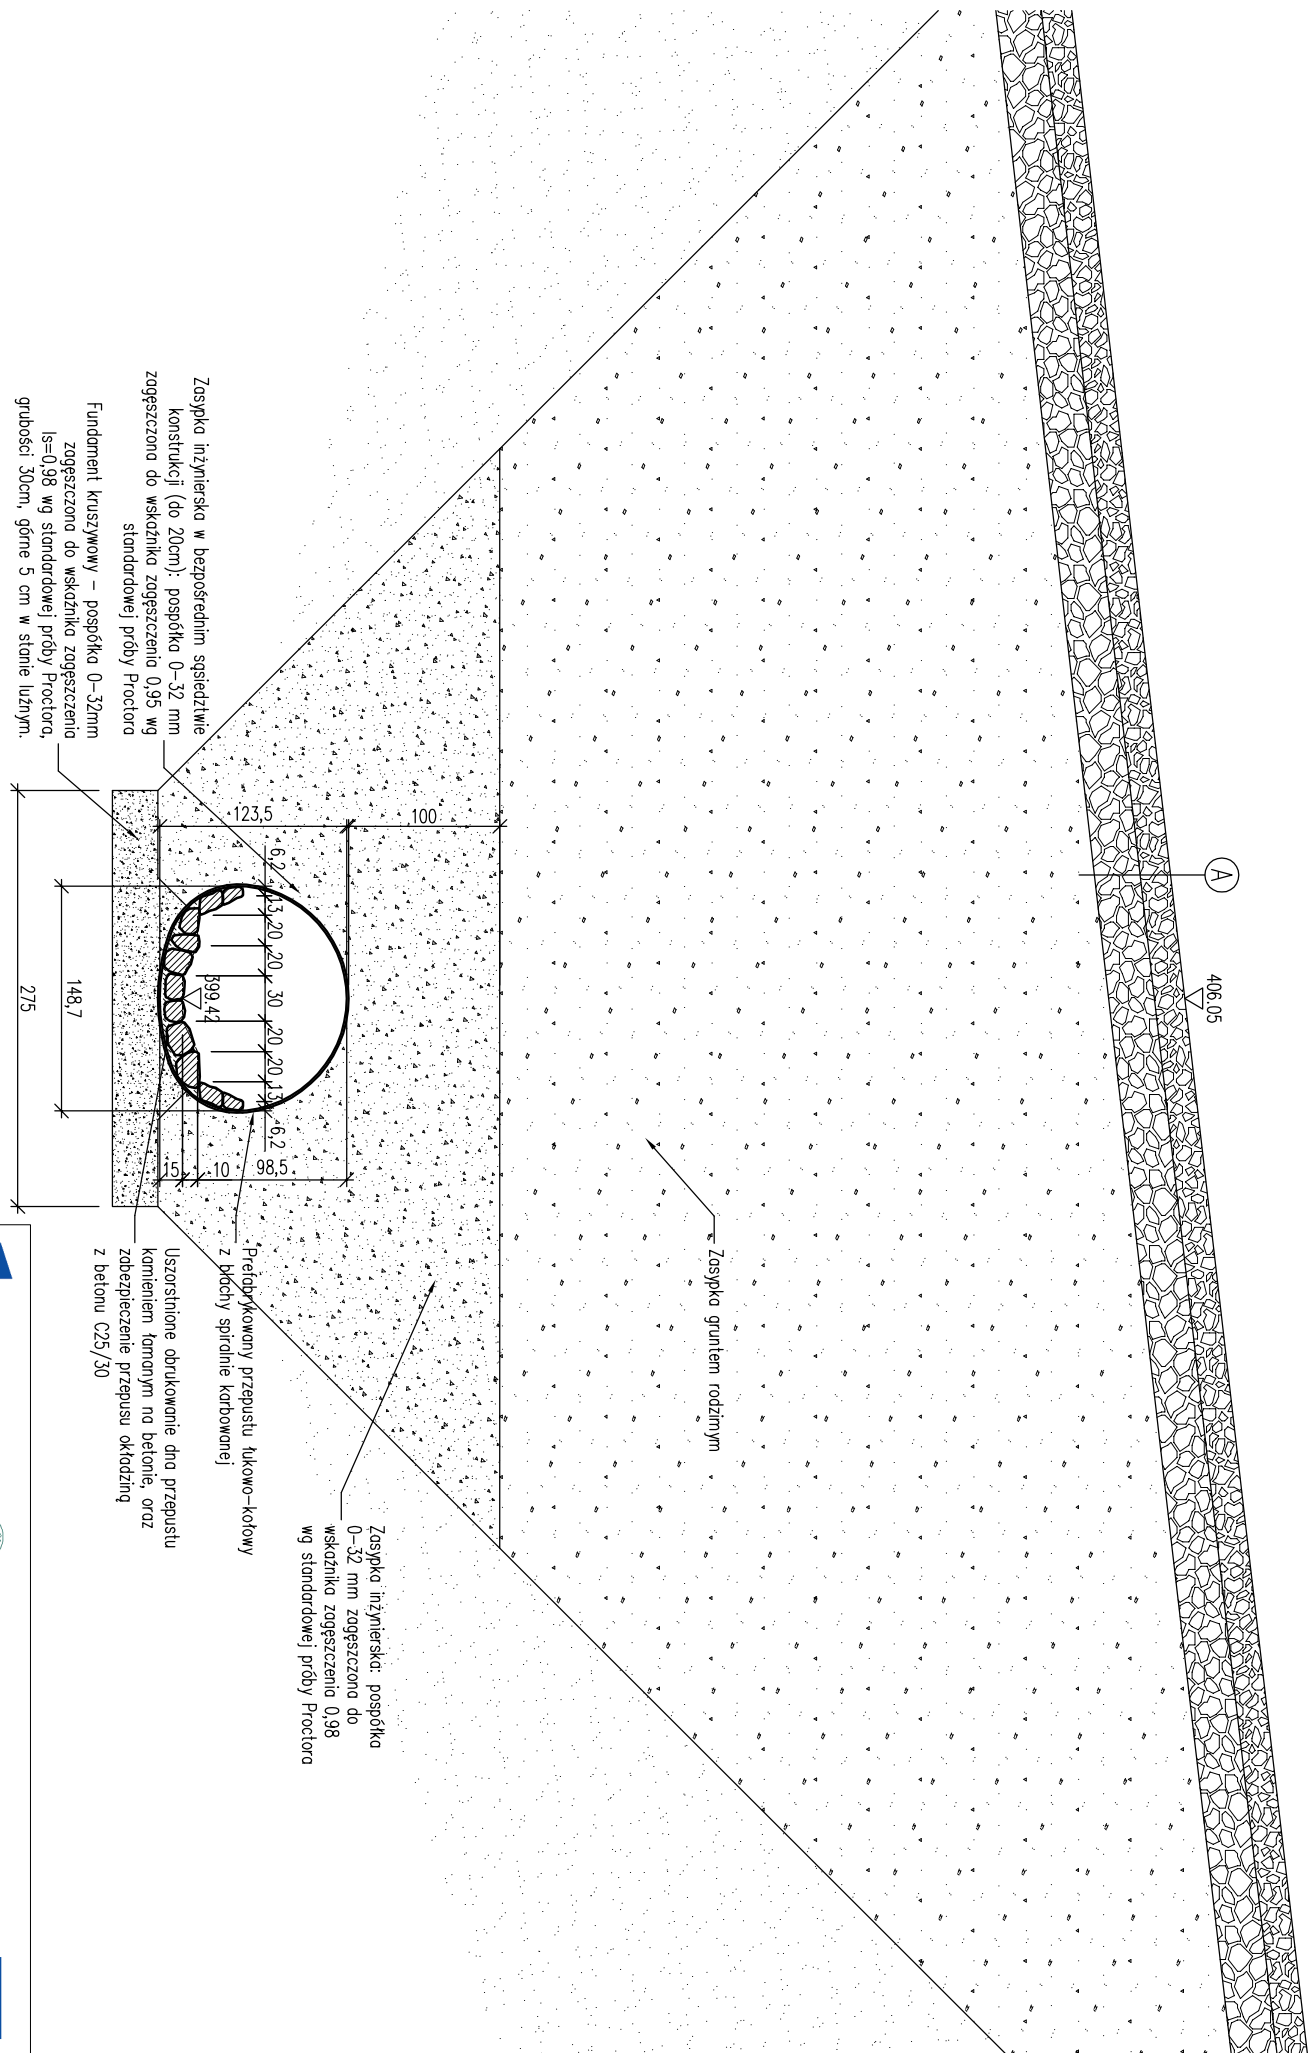 A
406.05
Zasypka gruntem rodzimym
Zasypka inżynierska: pospółka
0-32 mm zagęszczona do
wskaźnika zagęszczenia 0,98
wg standardowej próby Proctora
100
123,5
6,2
13
20
20
30
20
20
13
6,2
399.42
98,5
10
15
148,7
275
Zasypka inżynierska w bezpośrednim sąsiedztwie
konstrukcji (do 20cm): pospółka 0-32 mm
zagęszczona do wskaźnika zagęszczenia 0,95 wg
standardowej próby Proctora
Fundament kruszywowy - pospółka 0-32mm
zagęszczona do wskaźnika zagęszczenia
Is=0,98 wg standardowej próby Proctora,
grubości 30cm, górne 5 cm w stanie luźnym.
Prefabrykowany przepustu łukowo-kołowy
z blachy spiralnie karbowanej
Uszorstnione obrukowanie dna przepustu
kamieniem łamanym na betonie, oraz
zabezpieczenie przepusu okładziną
z betonu C25/30